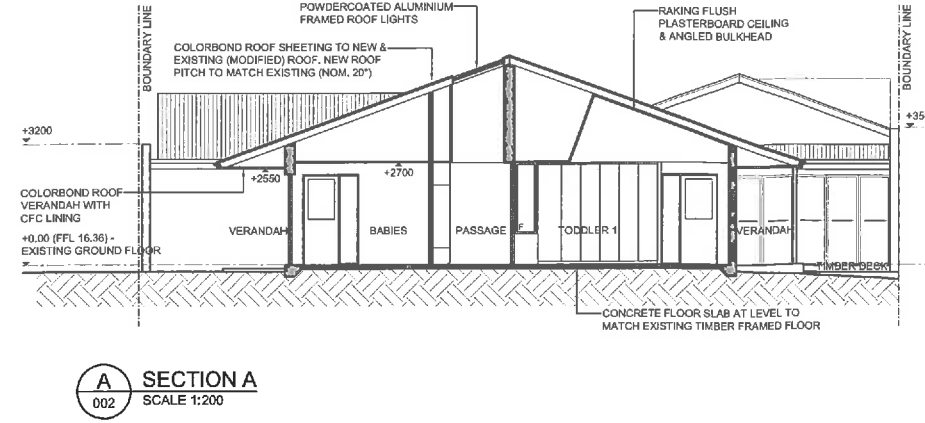 POWDERCOATED ALUMINIUM
FRAMED ROOF LIGHTS
COLORBOND ROOF SHEETING TO NEW &
EXISTING (MODIFIED) ROOF. NEW ROOF
PITCH TO MATCH EXISTING (NOM. 20°)
RAKING FLUSH
PLASTERBOARD CEILING
& ANGLED BULKHEAD
BOUNDARY LINE
BOUNDARY LINE
+3200
+35
+2550
+2700
COLORBOND ROOF
VERANDAH WITH
CFC LINING
+0.00 (FFL 16.36) -
EXISTING GROUND FLOOR
VERANDAH
BABIES
PASSAGE
F
TODDLER 1
VERANDAH
TIMBER DECK
CONCRETE FLOOR SLAB AT LEVEL TO
MATCH EXISTING TIMBER FRAMED FLOOR
A
002
SECTION A
SCALE 1:200